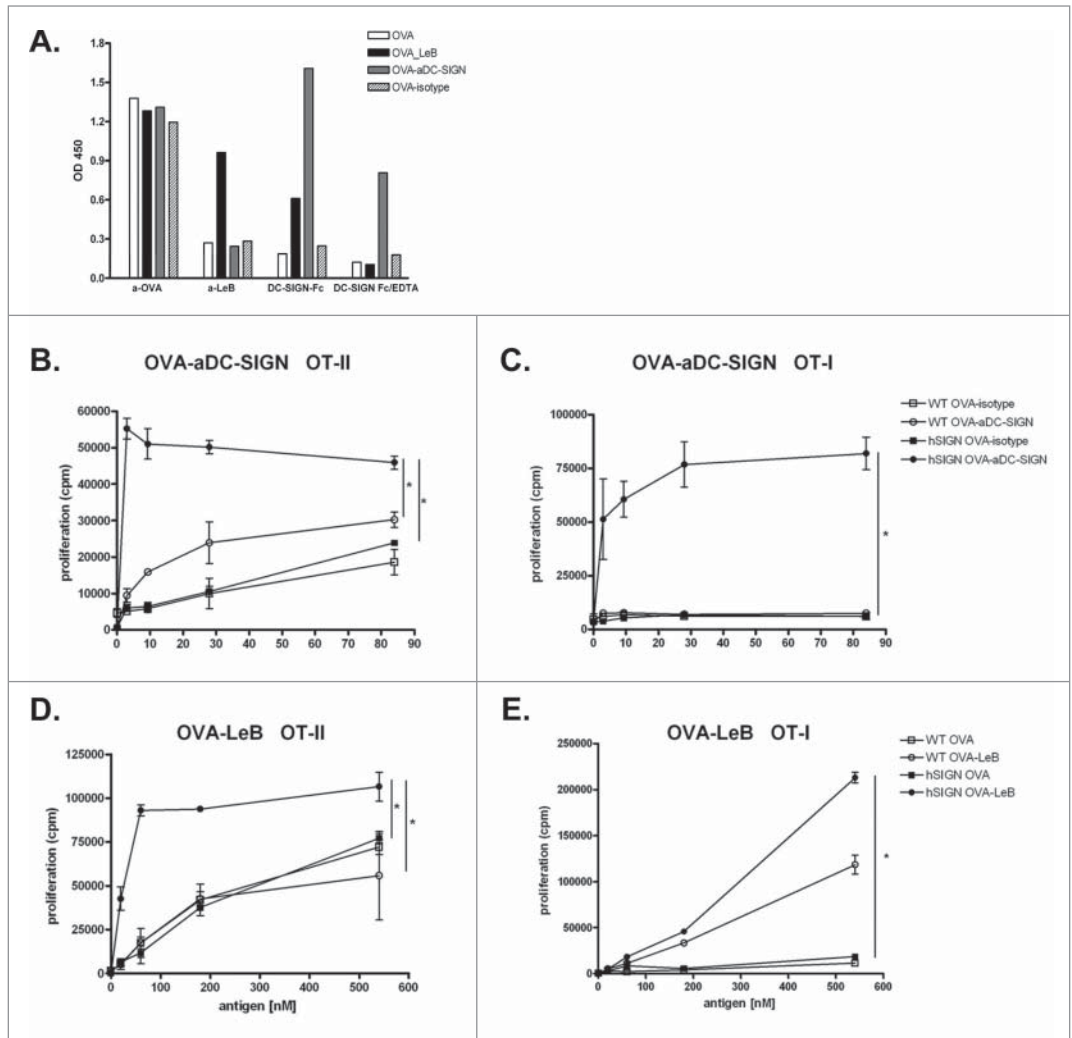 A.
OVA
OVA_LeB
OVA-aDC-SIGN
OVA-isotype
1.8
1.5
1.2
0.9
0.6
0.3
0.0
OD 450
a-OVA a-LeB DC-SIGN-Fc DC-SIGN Fc/EDTA
B.
OVA-aDC-SIGN OT-II
60000
50000
40000
30000
20000
10000
0
proliferation (cpm)
0 10 20 30 40 50 60 70 80 90
*
*
C.
OVA-aDC-SIGN OT-I
100000
75000
50000
25000
0
proliferation (cpm)
0 10 20 30 40 50 60 70 80 90
*
WT OVA-isotype
WT OVA-aDC-SIGN
hSIGN OVA-isotype
hSIGN OVA-aDC-SIGN
D.
OVA-LeB OT-II
125000
100000
75000
50000
25000
0
proliferation (cpm)
0 100 200 300 400 500 600
antigen [nM]
*
*
E.
OVA-LeB OT-I
250000
200000
150000
100000
50000
0
proliferation (cpm)
0 100 200 300 400 500 600
antigen [nM]
*
WT OVA
WT OVA-LeB
hSIGN OVA
hSIGN OVA-LeB